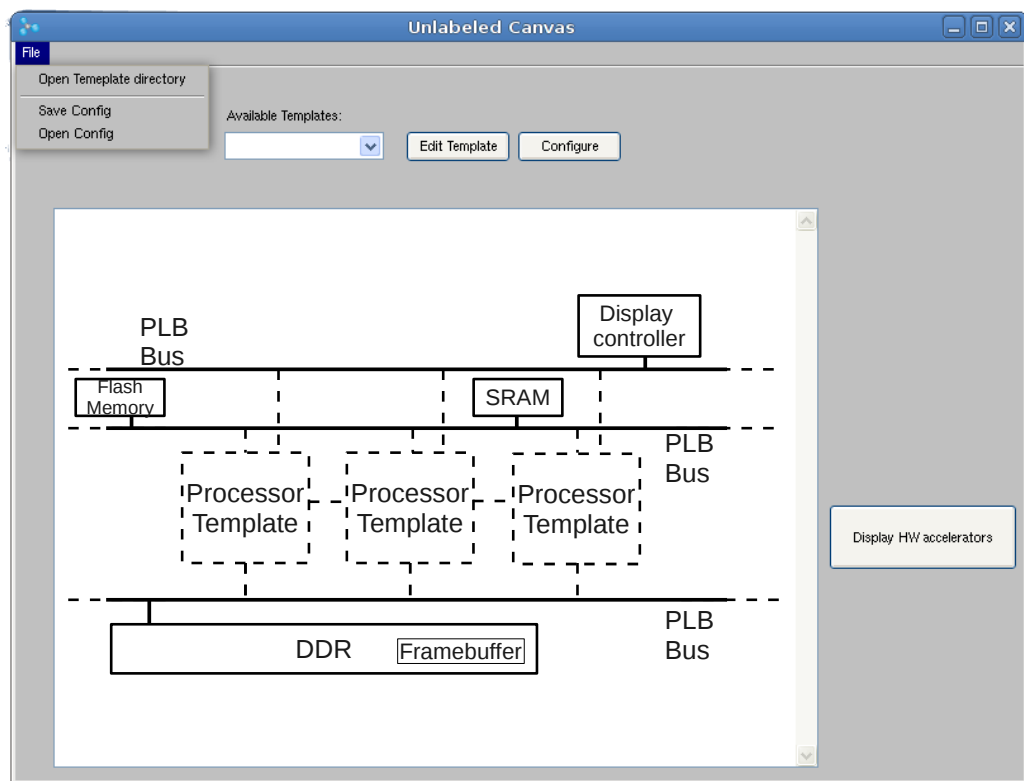 Unlabeled Canvas
File
Open Temeplate directory
Save Config
Open Config
Available Templates:
Edit Template
Configure
Display
controller
PLB
Bus
Flash
Memory
SRAM
PLB
Bus
Processor
Template
Processor
Template
Processor
Template
Display HW accelerators
PLB
Bus
DDR
Framebuffer